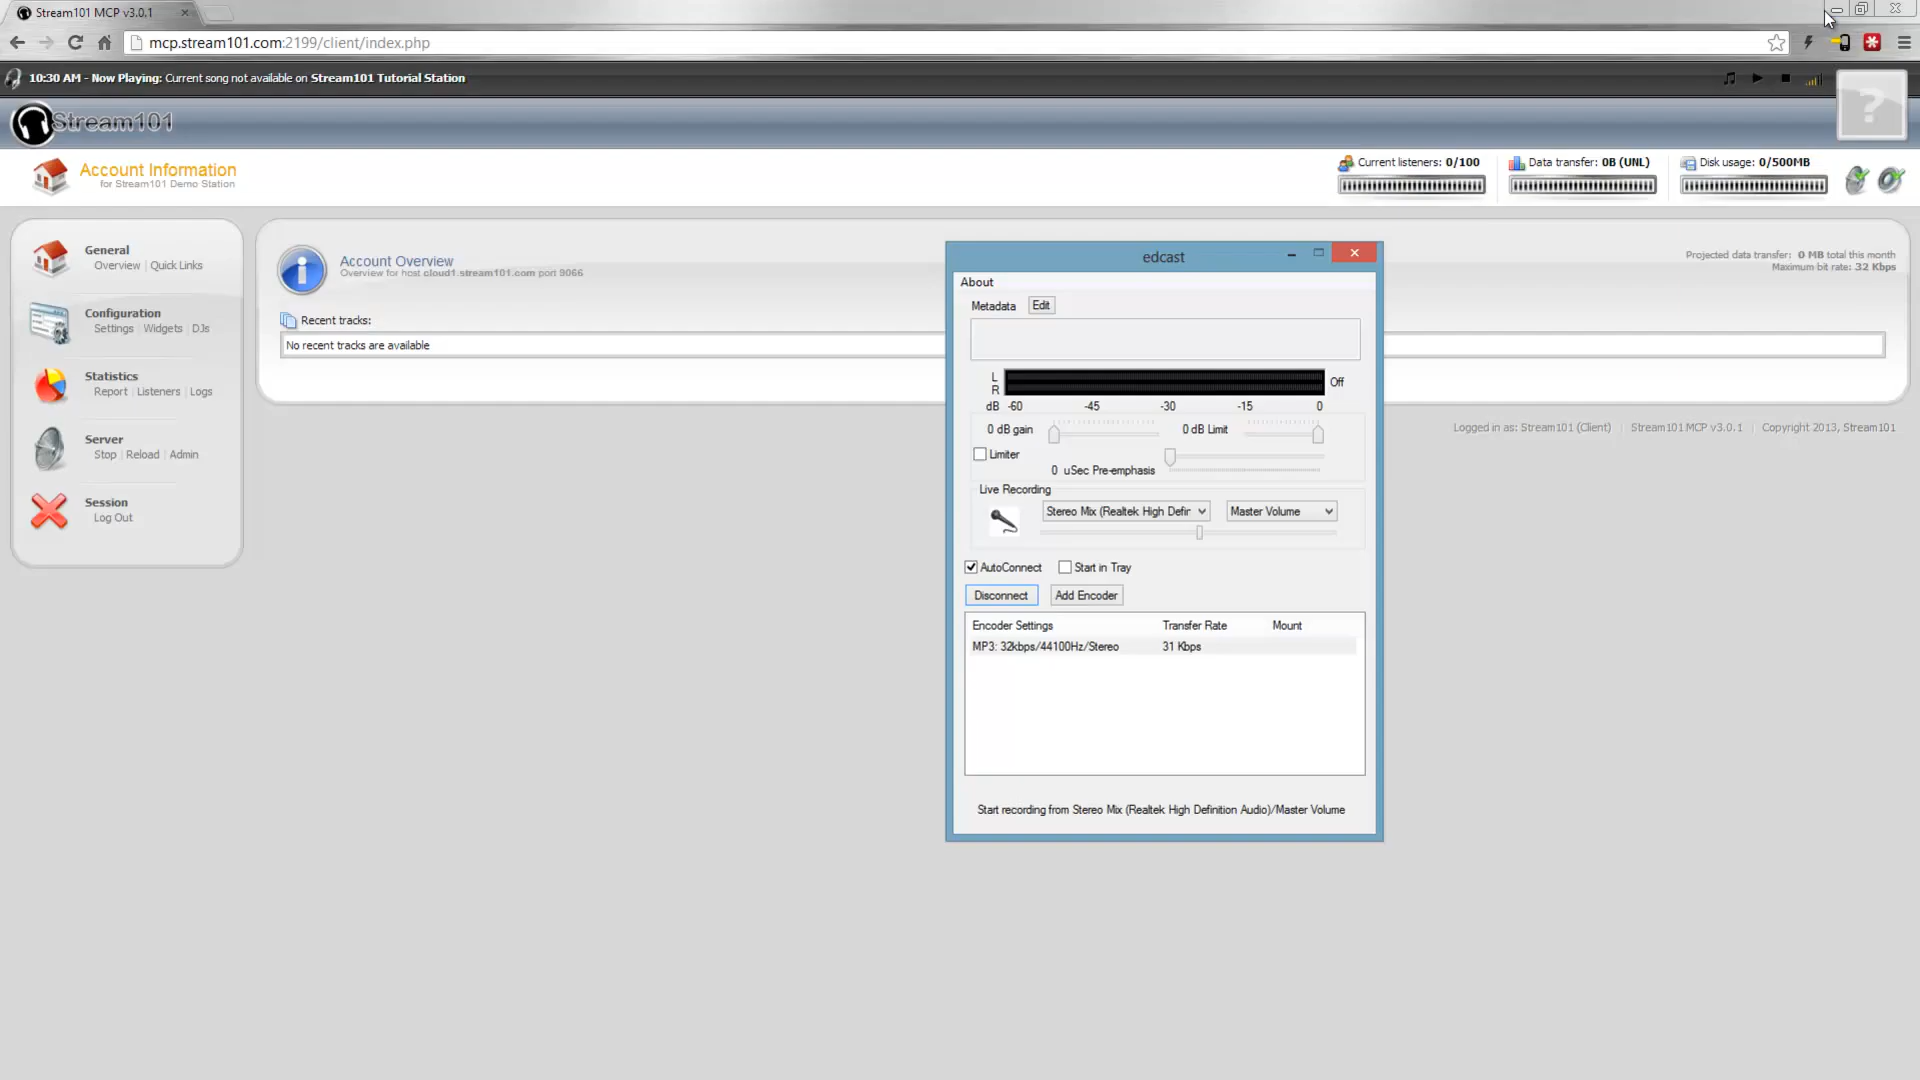 Stream101 MCP v3.0.1
mcp.stream101.com:2199/client/index.php
10:30 AM - Now Playing: Current song not available on Stream101 Tutorial Station
Stream101
Account Information
for Stream101 Demo Station
Current listeners: 0/100
Data transfer: 0B (UNL)
Disk usage: 0/500MB
General
Overview | Quick Links
Configuration
Settings | Widgets | DJs
Statistics
Report | Listeners | Logs
Server
Stop | Reload | Admin
Session
Log Out
Account Overview
Overview for host cloud1.stream101.com port 9066
Projected data transfer: 0 MB total this month
Maximum bit rate: 32 Kbps
Recent tracks:
No recent tracks are available
Logged in as: Stream101 (Client) | Stream101 MCP v3.0.1 | Copyright 2013, Stream101
edcast
About
Metadata Edit
L
R
Off
dB -60 -45 -30 -15 0
0 dB gain 0 dB Limit
Limiter
0 uSec Pre-emphasis
Live Recording
Stereo Mix (Realtek High Defir Master Volume
AutoConnect Start in Tray
Disconnect Add Encoder
Encoder Settings Transfer Rate Mount
MP3: 32kbps/44100Hz/Stereo 31 Kbps
Start recording from Stereo Mix (Realtek High Definition Audio)/Master Volume